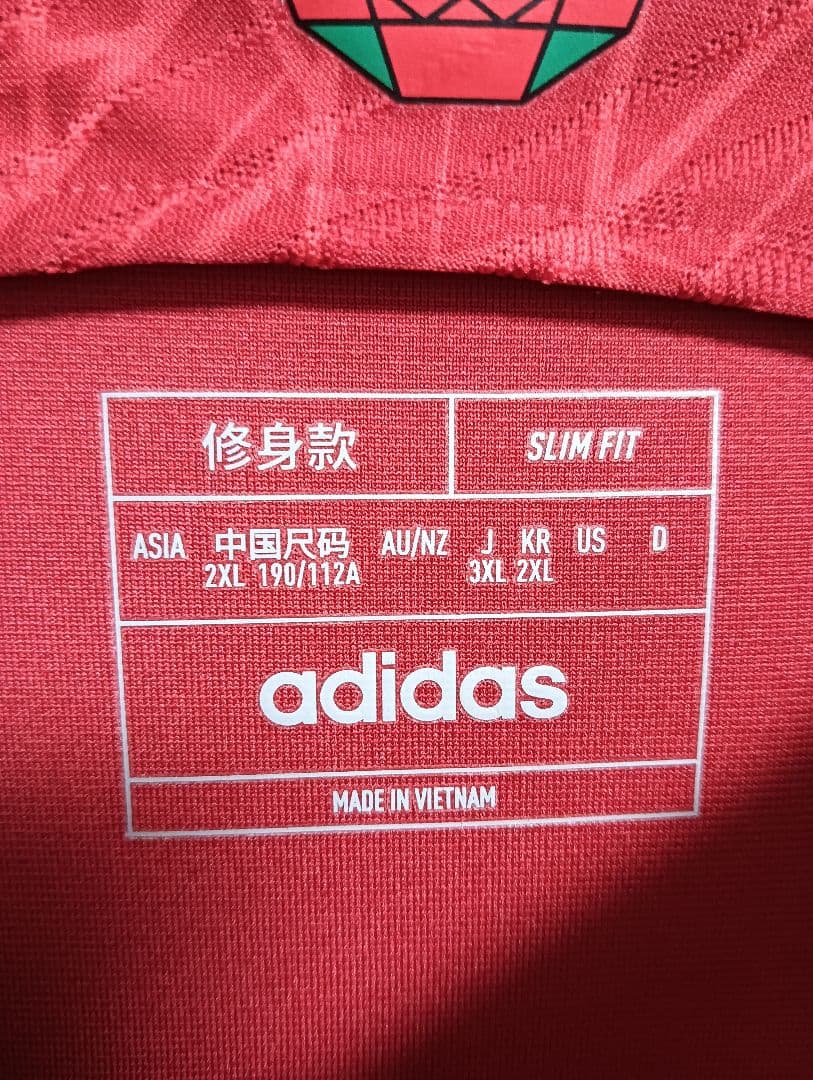 修身款 SLIM FIT
ASIA 中国尺码 AU/NZ J KR US D
2XL 190/112A 3XL 2XL
adidas
MADE IN VIETNAM